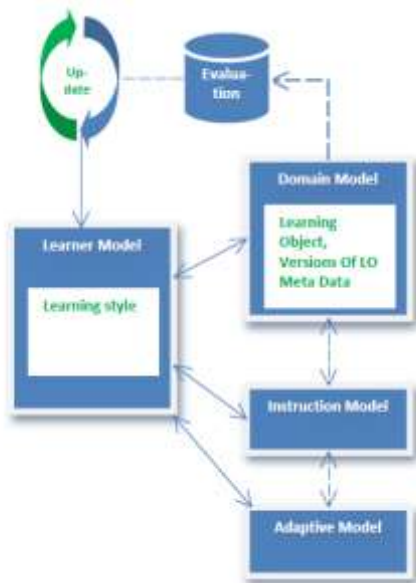 Up-
date
Evalua-
tion
Domain Model
Learning
Object,
Versions Of LO
Meta Data
Learner Model
Learning style
Instruction Model
Adaptive Model